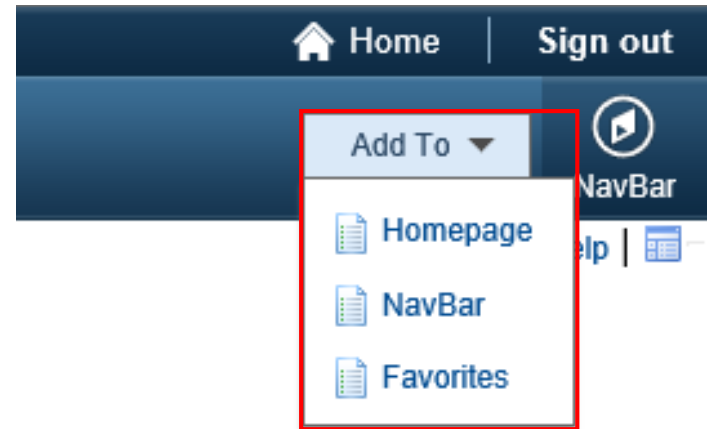 Home | Sign out
Add To
NavBar
Homepage
elp |
NavBar
Favorites